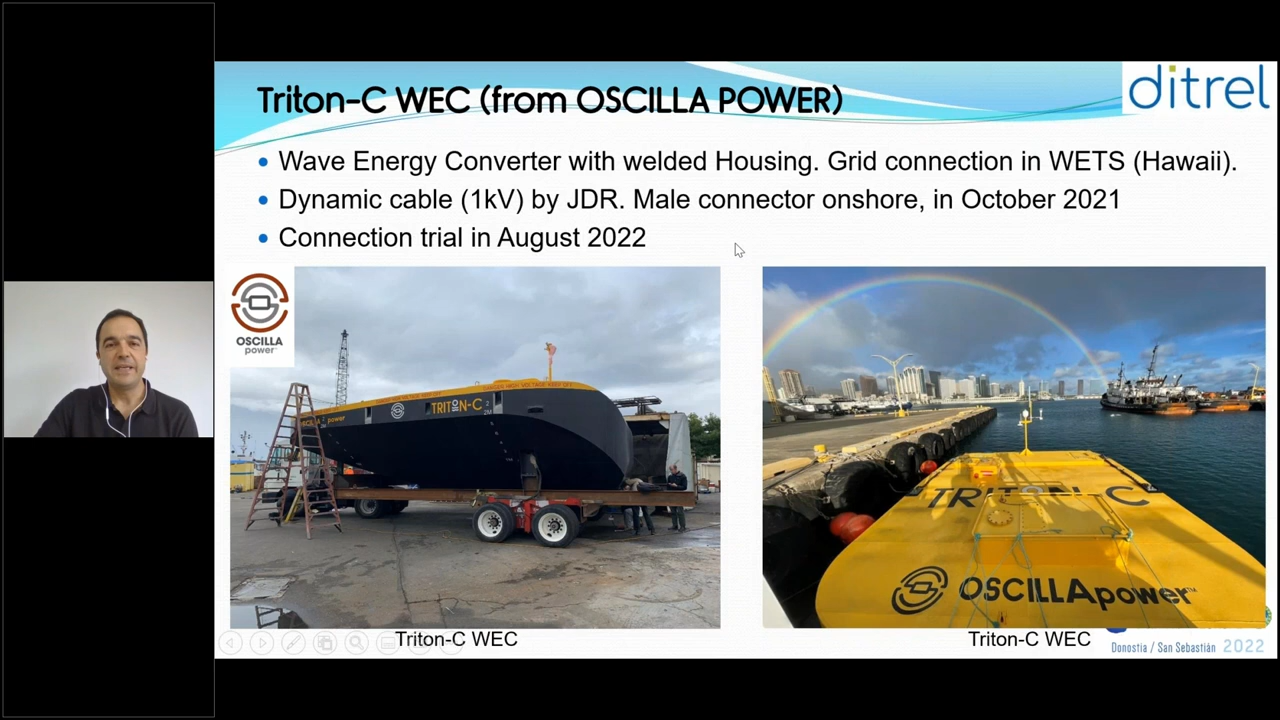 ditrel
Triton-C WEC (from OSCILLA POWER)
• Wave Energy Converter with welded Housing. Grid connection in WETS (Hawaii).
• Dynamic cable (1kV) by JDR. Male connector onshore, in October 2021
• Connection trial in August 2022
OSCILLA
power
TRITON-C
power
TRITON-C
OSCILLApower™
Triton-C WEC
Triton-C WEC
Donostia / San Sebastián 2022